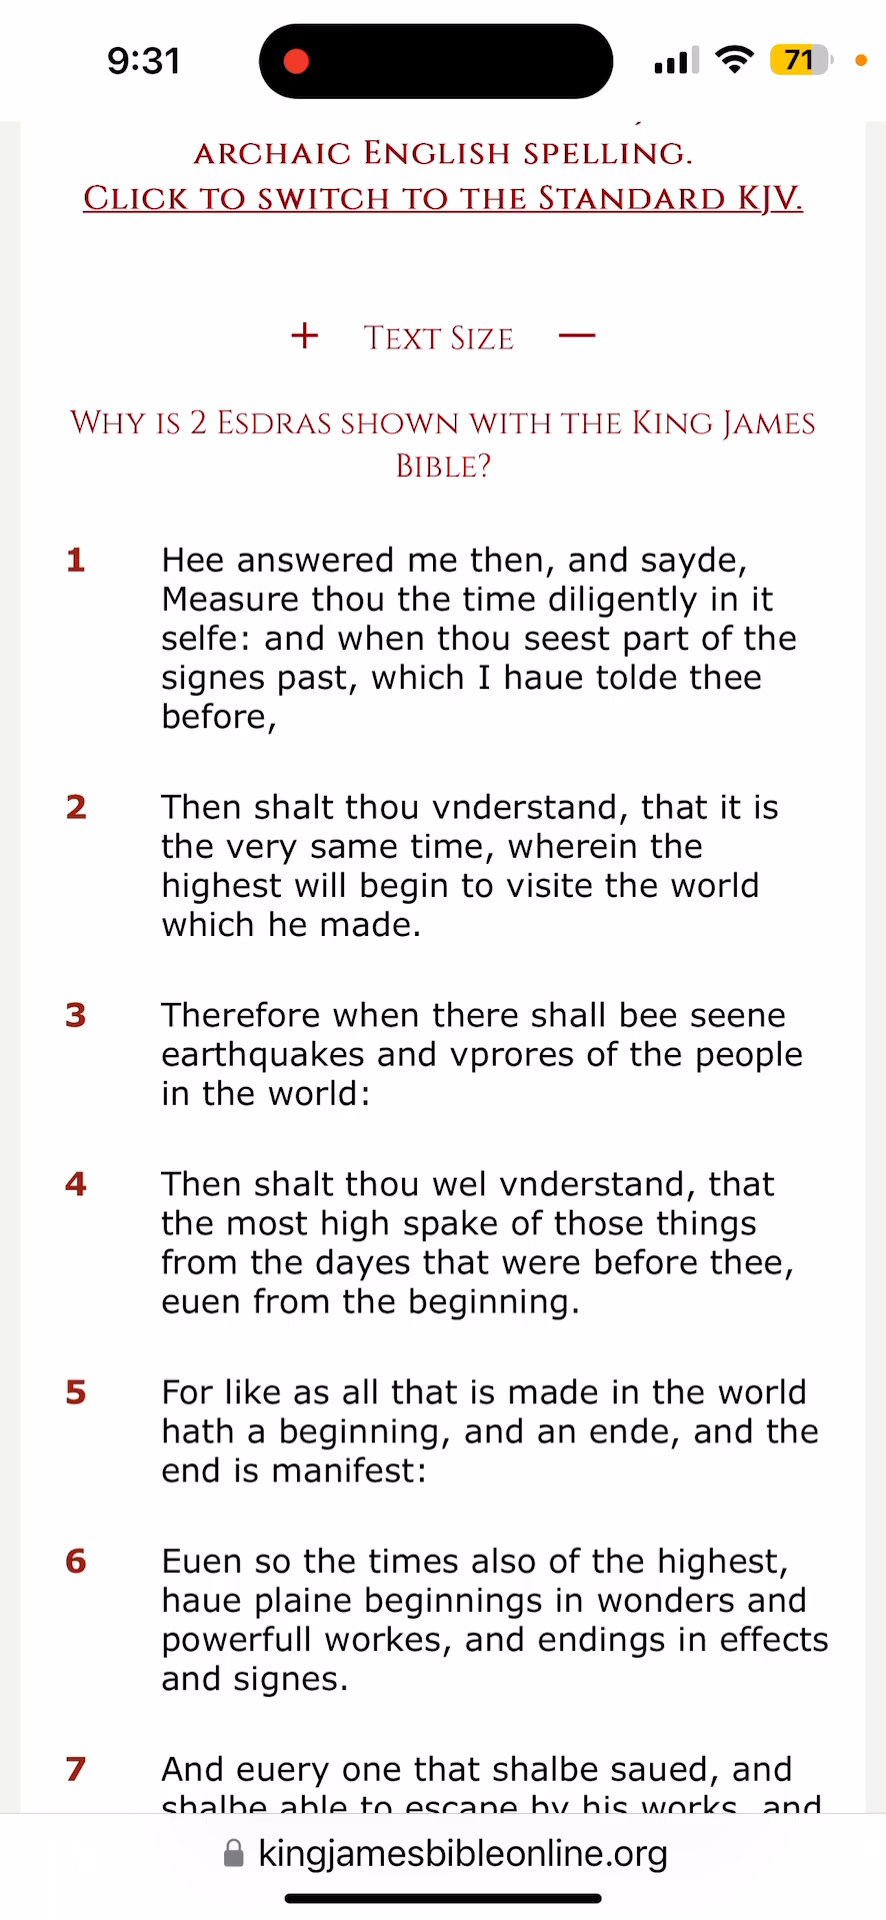 9:31
71
ARCHAIC ENGLISH SPELLING.
CLICK TO SWITCH TO THE STANDARD KJV.
+ TEXT SIZE —
WHY IS 2 ESDRAS SHOWN WITH THE KING JAMES
BIBLE?
1 Hee answered me then, and sayde,
Measure thou the time diligently in it
selfe: and when thou seest part of the
signes past, which I haue tolde thee
before,
2 Then shalt thou vnderstand, that it is
the very same time, wherein the
highest will begin to visite the world
which he made.
3 Therefore when there shall bee seene
earthquakes and vprores of the people
in the world:
4 Then shalt thou wel vnderstand, that
the most high spake of those things
from the dayes that were before thee,
euen from the beginning.
5 For like as all that is made in the world
hath a beginning, and an ende, and the
end is manifest:
6 Euen so the times also of the highest,
haue plaine beginnings in wonders and
powerfull workes, and endings in effects
and signes.
7 And euery one that shalbe saued, and
shalbe able to escape by his works, and
kingjamesbibleonline.org